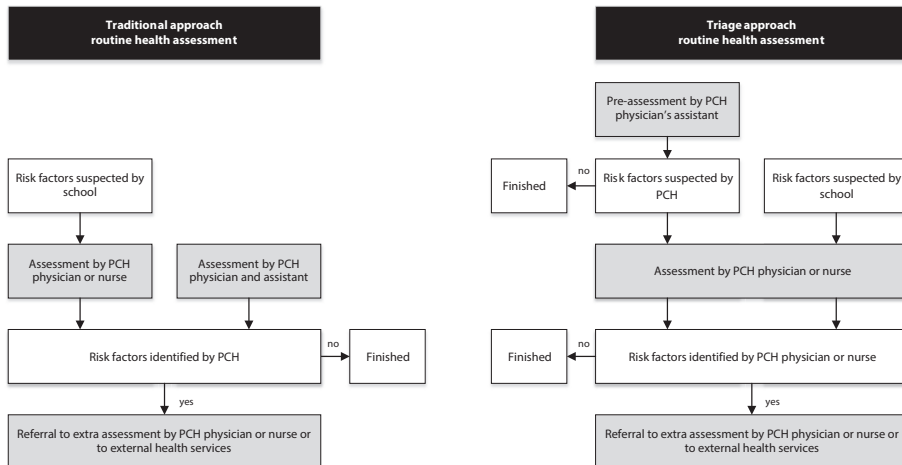 Traditional approach
routine health assessment
Risk factors suspected by
school
Assessment by PCH
physician or nurse
Assessment by PCH
physician and assistant
Risk factors identified by PCH
no
Finished
yes
Referral to extra assessment by PCH physician or nurse or
to external health services
Triage approach
routine health assessment
Pre-assessment by PCH
physician's assistant
Finished
no
Risk factors suspected by
PCH
Risk factors suspected by
school
Assessment by PCH physician or nurse
Finished
no
Risk factors identified by PCH physician or nurse
yes
Referral to extra assessment by PCH physician or nurse or
to external health services